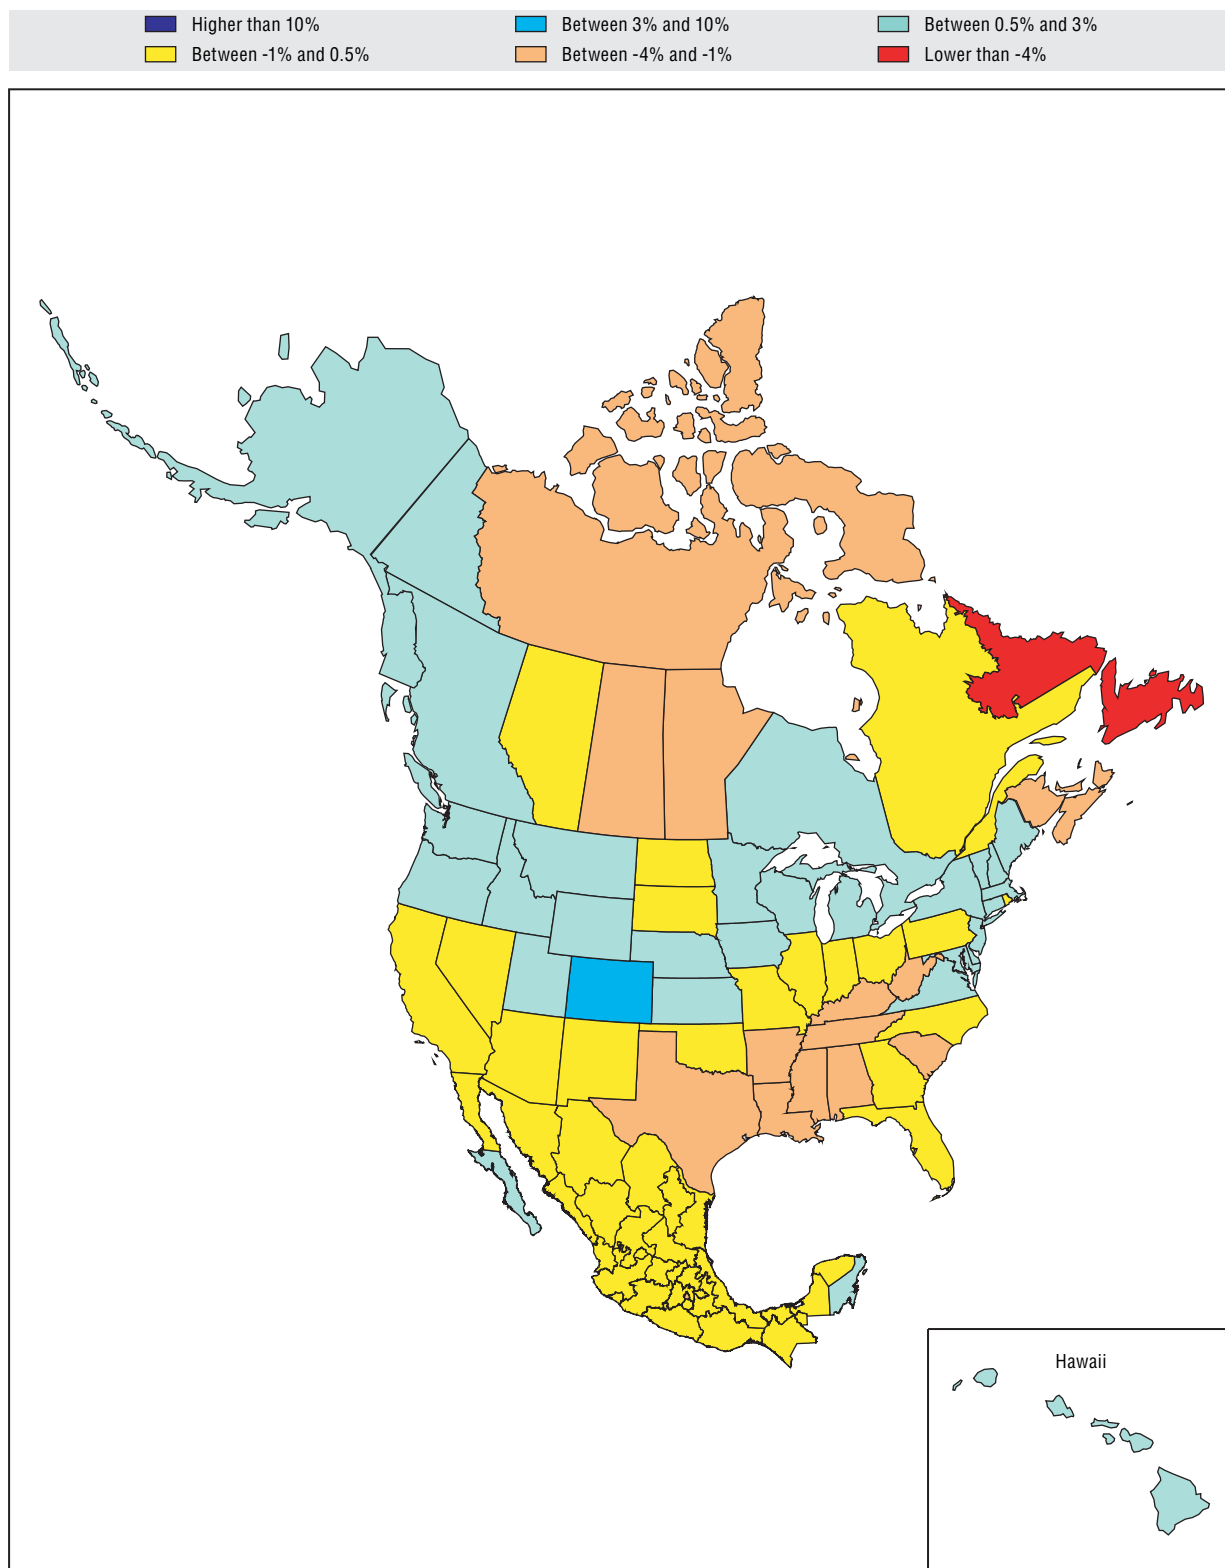 Higher than 10% Between 3% and 10% Between 0.5% and 3%
Between -1% and 0.5% Between -4% and -1% Lower than -4%
Hawaii